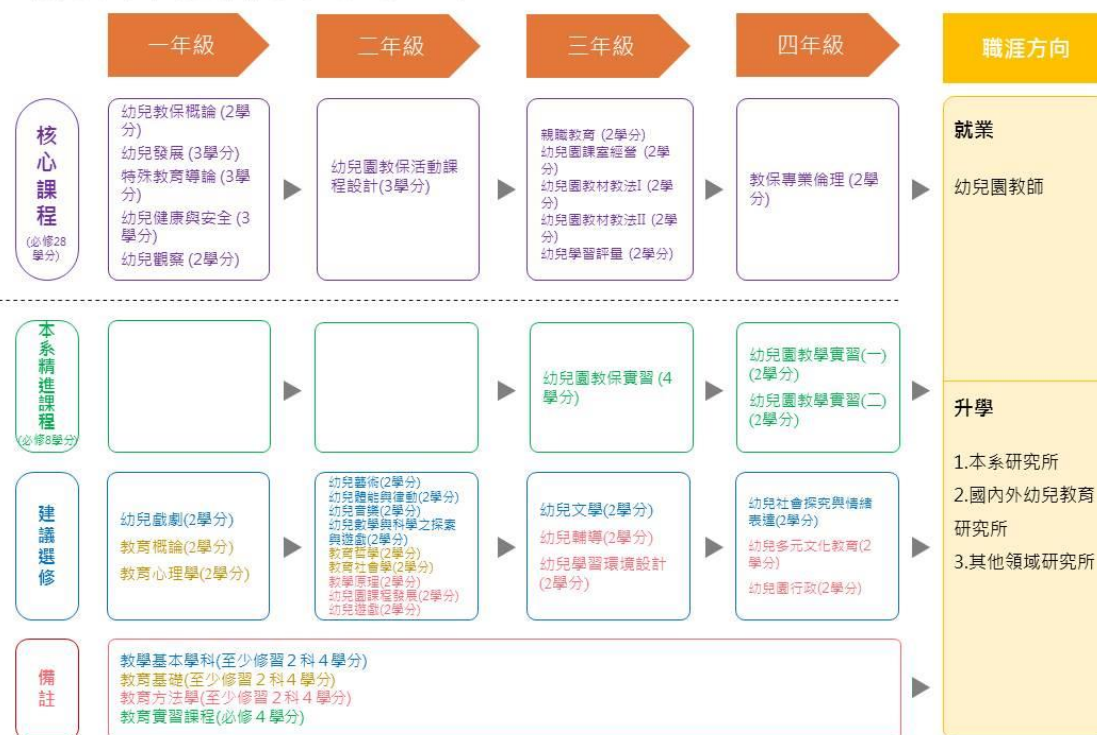 一年級
二年級
三年級
四年級
職涯方向
核心課程
(必修28
學分)
幼兒教保概論 (2學
分)
幼兒發展 (3學分)
特殊教育導論 (3學
分)
幼兒健康與安全 (3
學分)
幼兒觀察 (2學分)
幼兒園教保活動課
程設計(3學分)
親職教育 (2學分)
幼兒園課室經營 (2學
分)
幼兒園教材教法I (2學
分)
幼兒園教材教法II (2學
分)
幼兒學習評量 (2學分)
教保專業倫理 (2學
分)
就業
幼兒園教師
本系精進課程
(必修8學分)
幼兒園教保實習 (4
學分)
幼兒園教學實習(一)
(2學分)
幼兒園教學實習(二)
(2學分)
升學
1.本系研究所
2.國內外幼兒教育
研究所
3.其他領域研究所
建議選修
幼兒戲劇(2學分)
教育概論(2學分)
教育心理學(2學分)
幼兒藝術(2學分)
幼兒體能與律動(2學分)
幼兒音樂(2學分)
幼兒數學與科學之探索
與遊戲(2學分)
教育哲學(2學分)
教育社會學(2學分)
教學原理(2學分)
幼兒園課程發展(2學分)
幼兒遊戲(2學分)
幼兒文學(2學分)
幼兒輔導(2學分)
幼兒學習環境設計
(2學分)
幼兒社會探究與情緒
表達(2學分)
幼兒多元文化教育(2
學分)
幼兒園行政(2學分)
備註
教學基本學科(至少修習2科4學分)
教育基礎(至少修習2科4學分)
教育方法學(至少修習2科4學分)
教育實習課程(必修4學分)